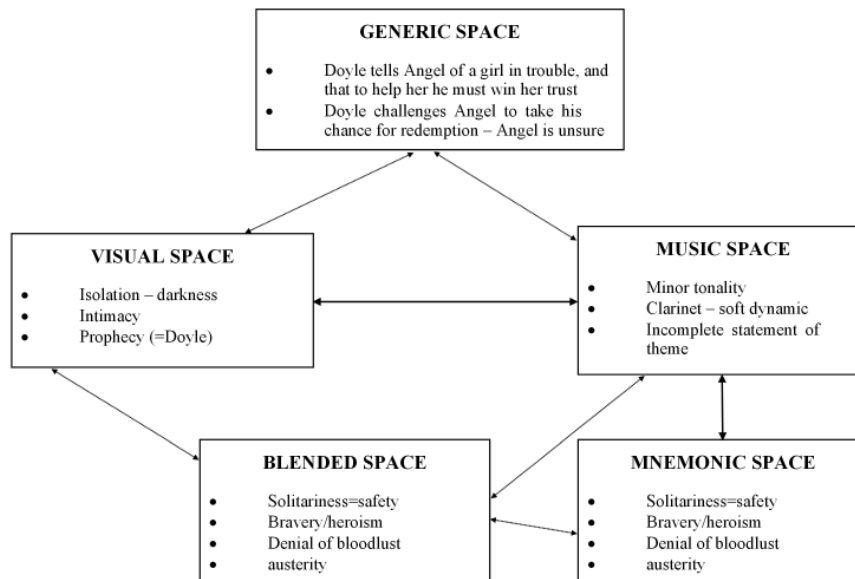 GENERIC SPACE
• Doyle tells Angel of a girl in trouble, and
that to help her he must win her trust
• Doyle challenges Angel to take his
chance for redemption – Angel is unsure
VISUAL SPACE
• Isolation – darkness
• Intimacy
• Prophecy (=Doyle)
MUSIC SPACE
• Minor tonality
• Clarinet – soft dynamic
• Incomplete statement of
theme
BLENDED SPACE
• Solitariness=safety
• Bravery/heroism
• Denial of bloodlust
• austerity
MNEMONIC SPACE
• Solitariness=safety
• Bravery/heroism
• Denial of bloodlust
• austerity